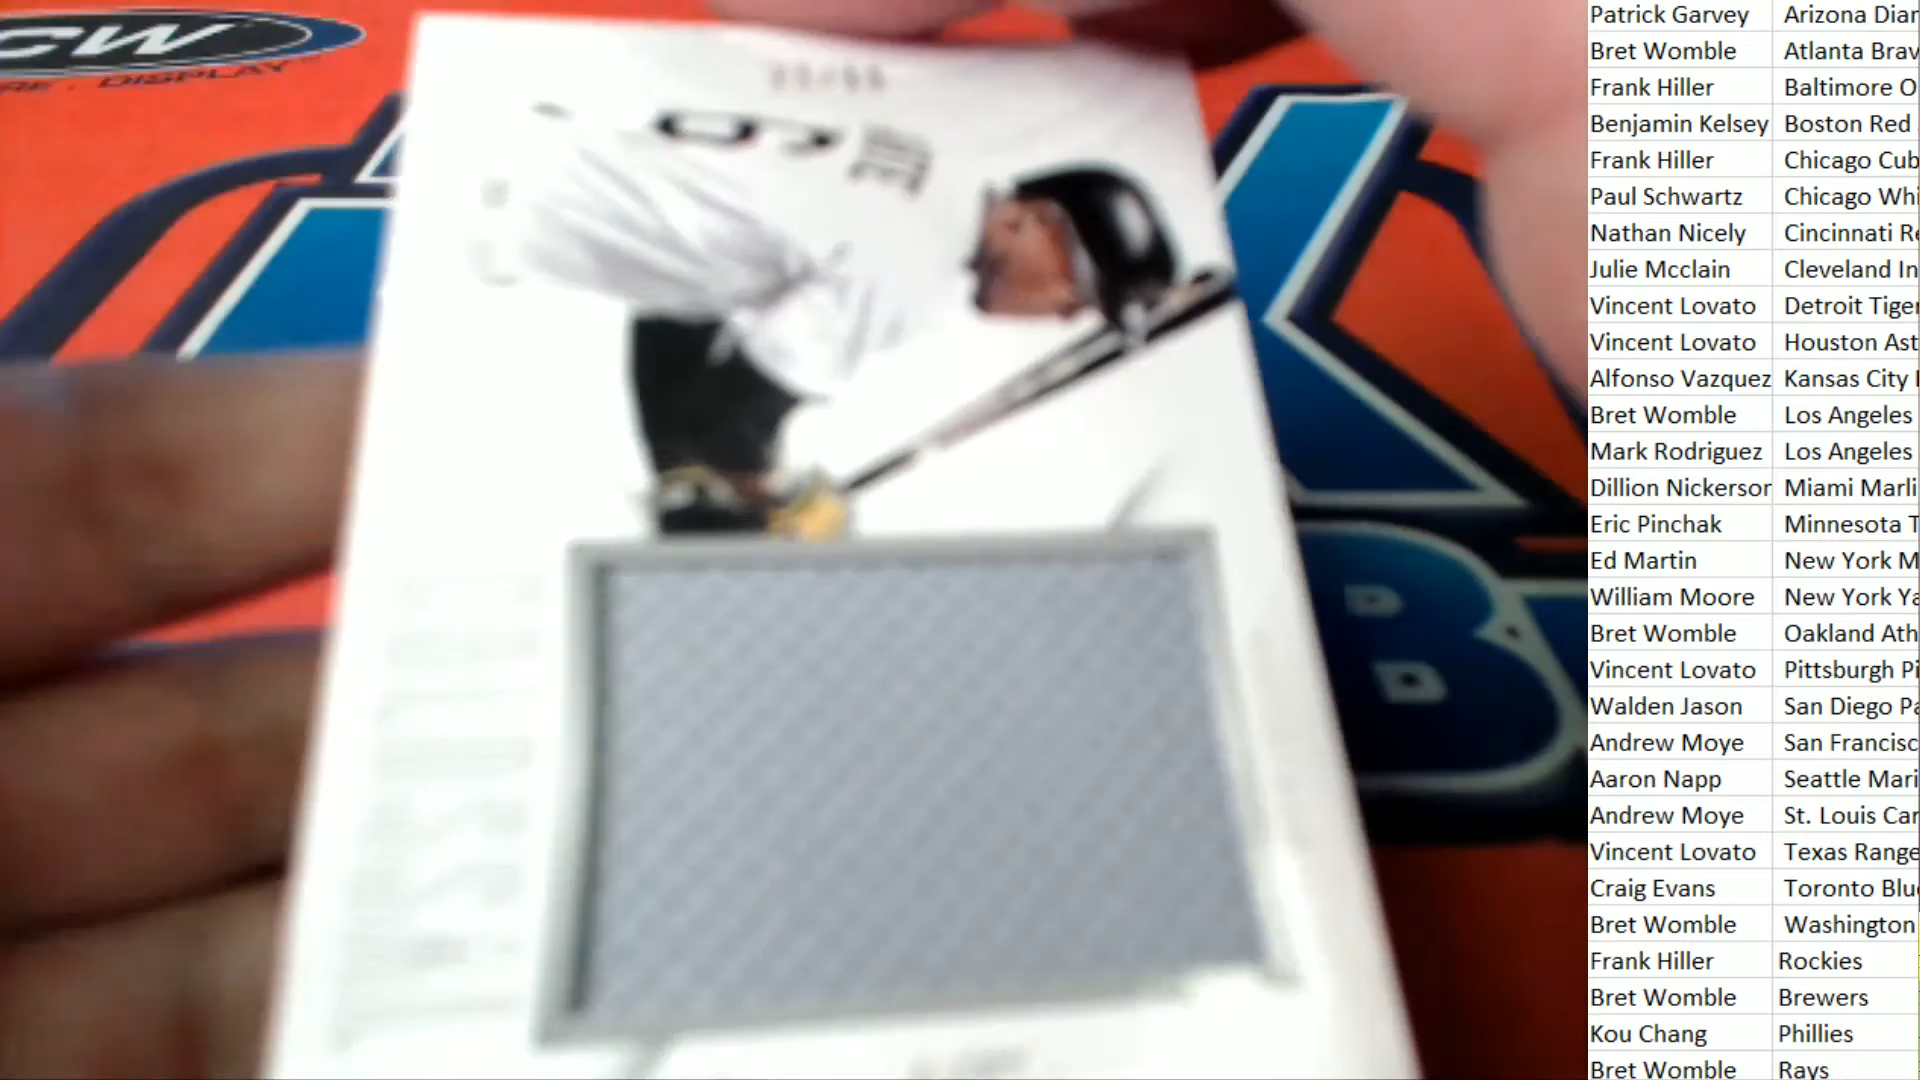 CW
RE · DISPLAY™
Patrick Garvey Arizona Dia
Bret Womble Atlanta Brav
Frank Hiller Baltimore O
Benjamin Kelsey Boston Red
Frank Hiller Chicago Cub
Paul Schwartz Chicago Whi
Nathan Nicely Cincinnati Re
Julie Mcclain Cleveland In
Vincent Lovato Detroit Tiger
Vincent Lovato Houston Ast
Alfonso Vazquez Kansas City
Bret Womble Los Angeles
Mark Rodriguez Los Angeles
Dillion Nickerson Miami Marli
Eric Pinchak Minnesota T
Ed Martin New York M
William Moore New York Ya
Bret Womble Oakland Ath
Vincent Lovato Pittsburgh Pi
Walden Jason San Diego Pa
Andrew Moye San Francisc
Aaron Napp Seattle Mari
Andrew Moye St. Louis Car
Vincent Lovato Texas Range
Craig Evans Toronto Blue
Bret Womble Washington
Frank Hiller Rockies
Bret Womble Brewers
Kou Chang Phillies
Bret Womble Rays